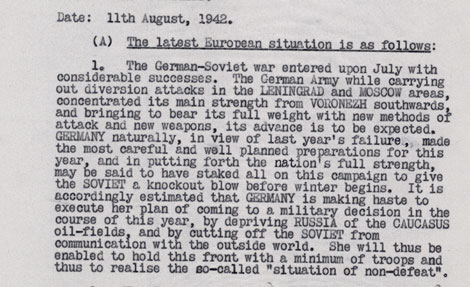 Date: 11th August, 1942.
(A) The latest European situation is as follows:
1. The German-Soviet war entered upon July with
considerable successes. The German Army while carrying
out diversion attacks in the LENINGRAD and MOSCOW areas,
concentrated its main strength from VORONEZH southwards,
and bringing to bear its full weight with new methods of
attack and new weapons, its advance is to be expected.
GERMANY naturally, in view of last year's failure, made
the most careful and well planned preparations for this
year, and in putting forth the nation's full strength,
may be said to have staked all on this campaign to give
the SOVIET a knockout blow before winter begins. It is
accordingly estimated that GERMANY is making haste to
execute her plan of coming to a military decision in the
course of this year, by depriving RUSSIA of the CAUCASUS
oil-fields, and by cutting off the SOVIET from
communication with the outside world. She will thus be
enabled to hold this front with a minimum of troops and
thus to realise the so-called "situation of non-defeat".